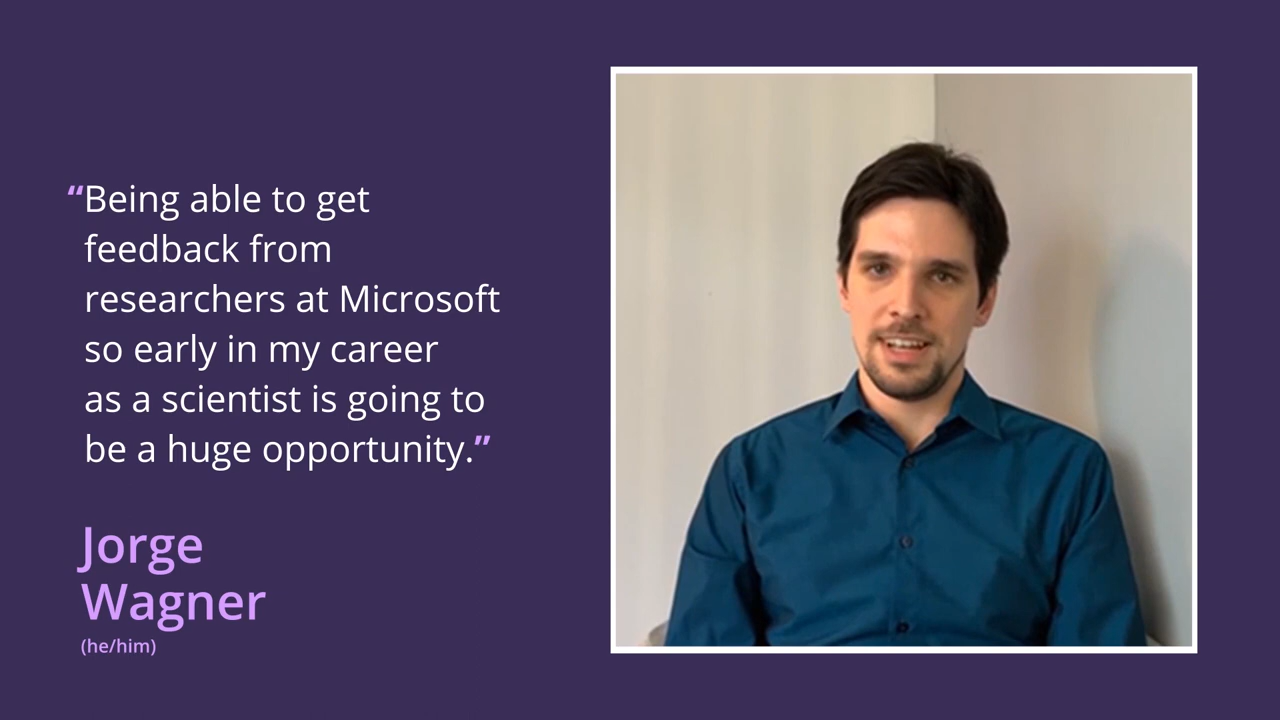 “Being able to get
feedback from
researchers at Microsoft
so early in my career
as a scientist is going to
be a huge opportunity.”
Jorge
Wagner
(he/him)